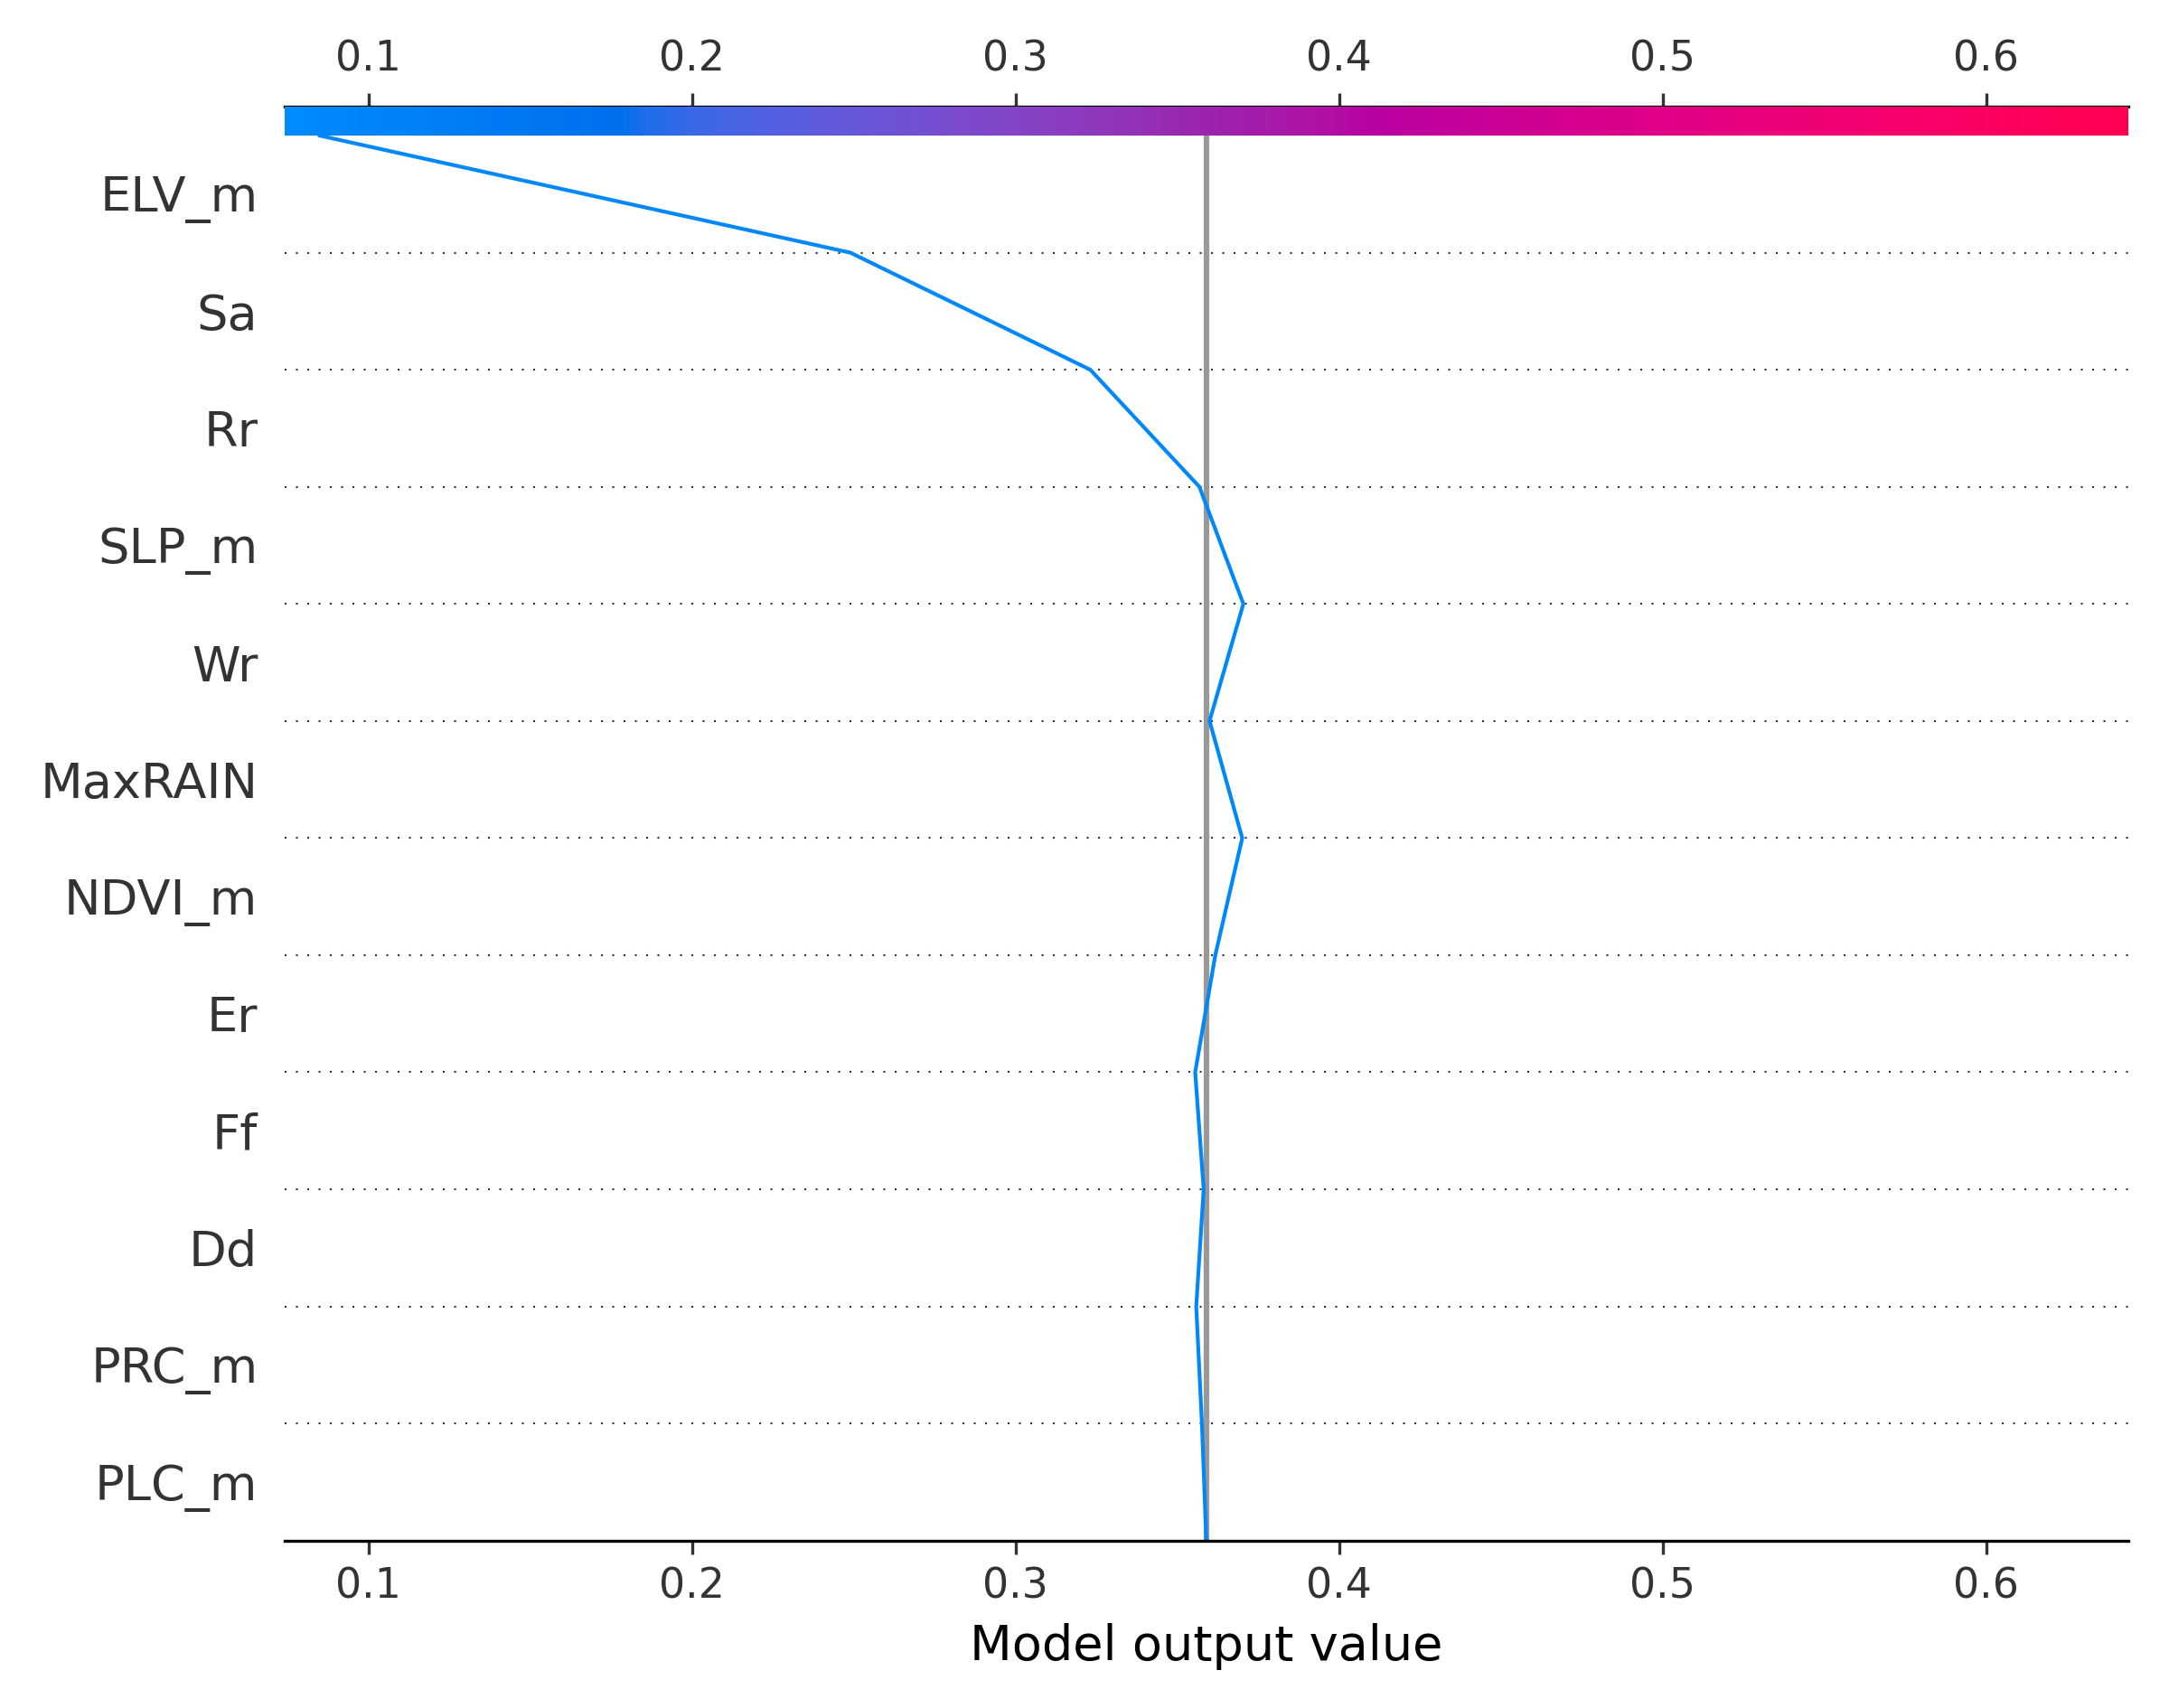 0.1 0.2 0.3 0.4 0.5 0.6
ELV_m
Sa
Rr
SLP_m
Wr
MaxRAIN
NDVI_m
Er
Ff
Dd
PRC_m
PLC_m
0.1 0.2 0.3 0.4 0.5 0.6
Model output value